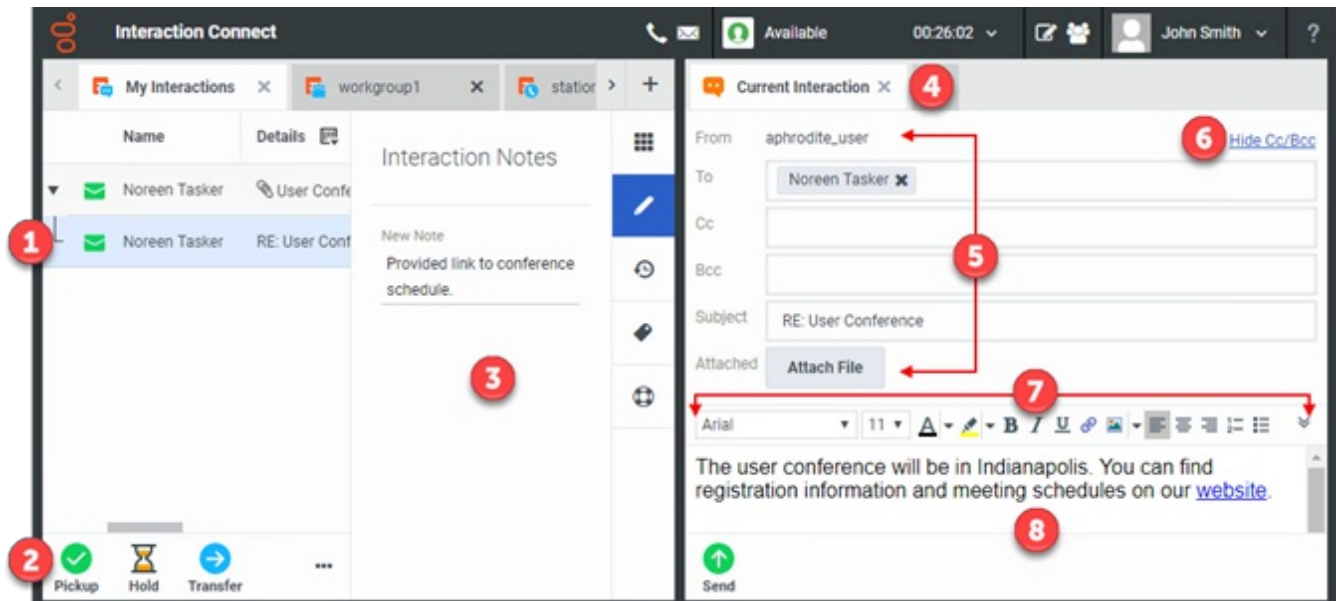 Interaction Connect
Available
00:26:02
John Smith
?
My Interactions
workgroup1
station
Current Interaction
4
Name
Details
Interaction Notes
From
aphrodite_user
6
Hide Cc/Bcc
To
Noreen Tasker
Noreen Tasker
User Confe
1
Noreen Tasker
RE: User Conf
New Note
Provided link to conference
schedule.
Cc
5
Bcc
Subject
RE: User Conference
3
Attached
Attach File
7
Arial
11
A
B
I
U
The user conference will be in Indianapolis. You can find
registration information and meeting schedules on our website.
8
2
Pickup
Hold
Transfer
Send